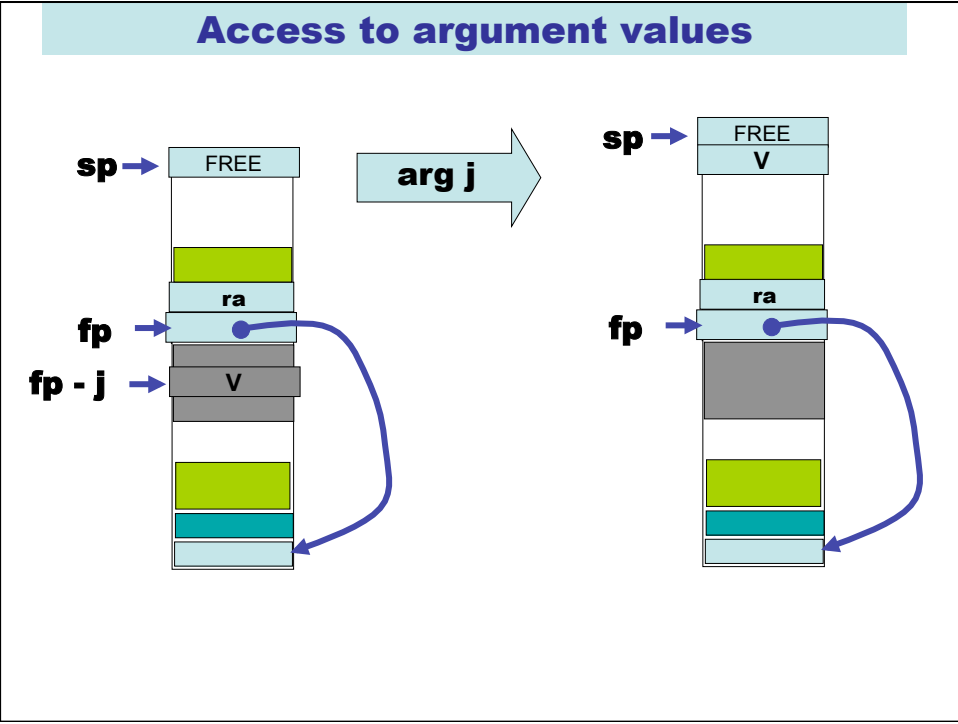 Access to argument values
sp
FREE
arg j
ra
fp
fp - j
V
sp
FREE
V
ra
fp